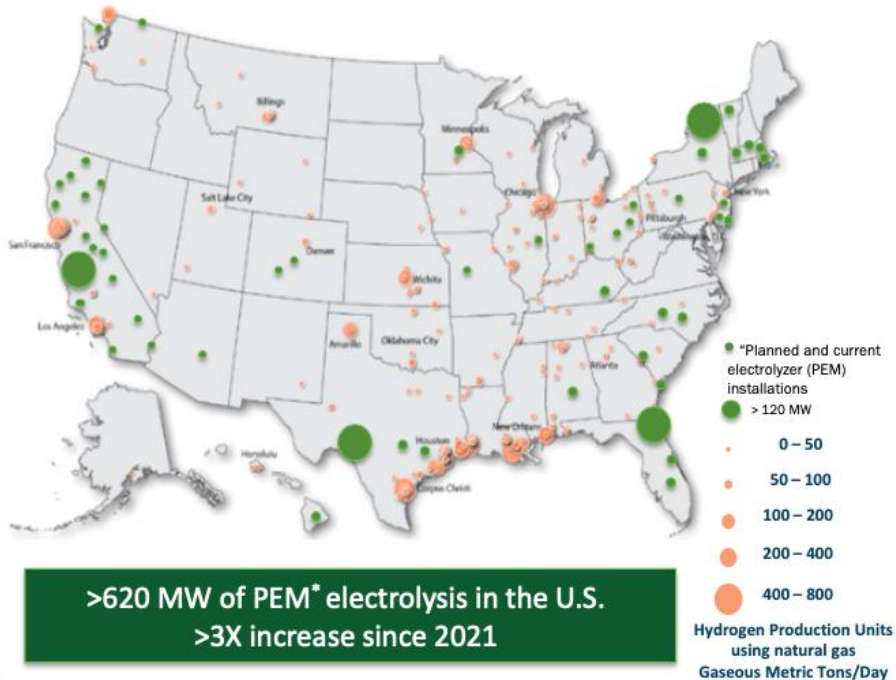 Billings
Minneapolis
Salt Lake City
Chicago
New York
Pittsburgh
San Francisco
Denver
Wichita
Los Angeles
Amarillo
Oklahoma City
Atlanta
Honolulu
Houston
New Orleans
Corpus Christi
*Planned and current
electrolyzer (PEM)
installations
> 120 MW
0 – 50
50 – 100
100 – 200
200 – 400
400 – 800
Hydrogen Production Units
using natural gas
Gaseous Metric Tons/Day
>620 MW of PEM* electrolysis in the U.S.
>3X increase since 2021